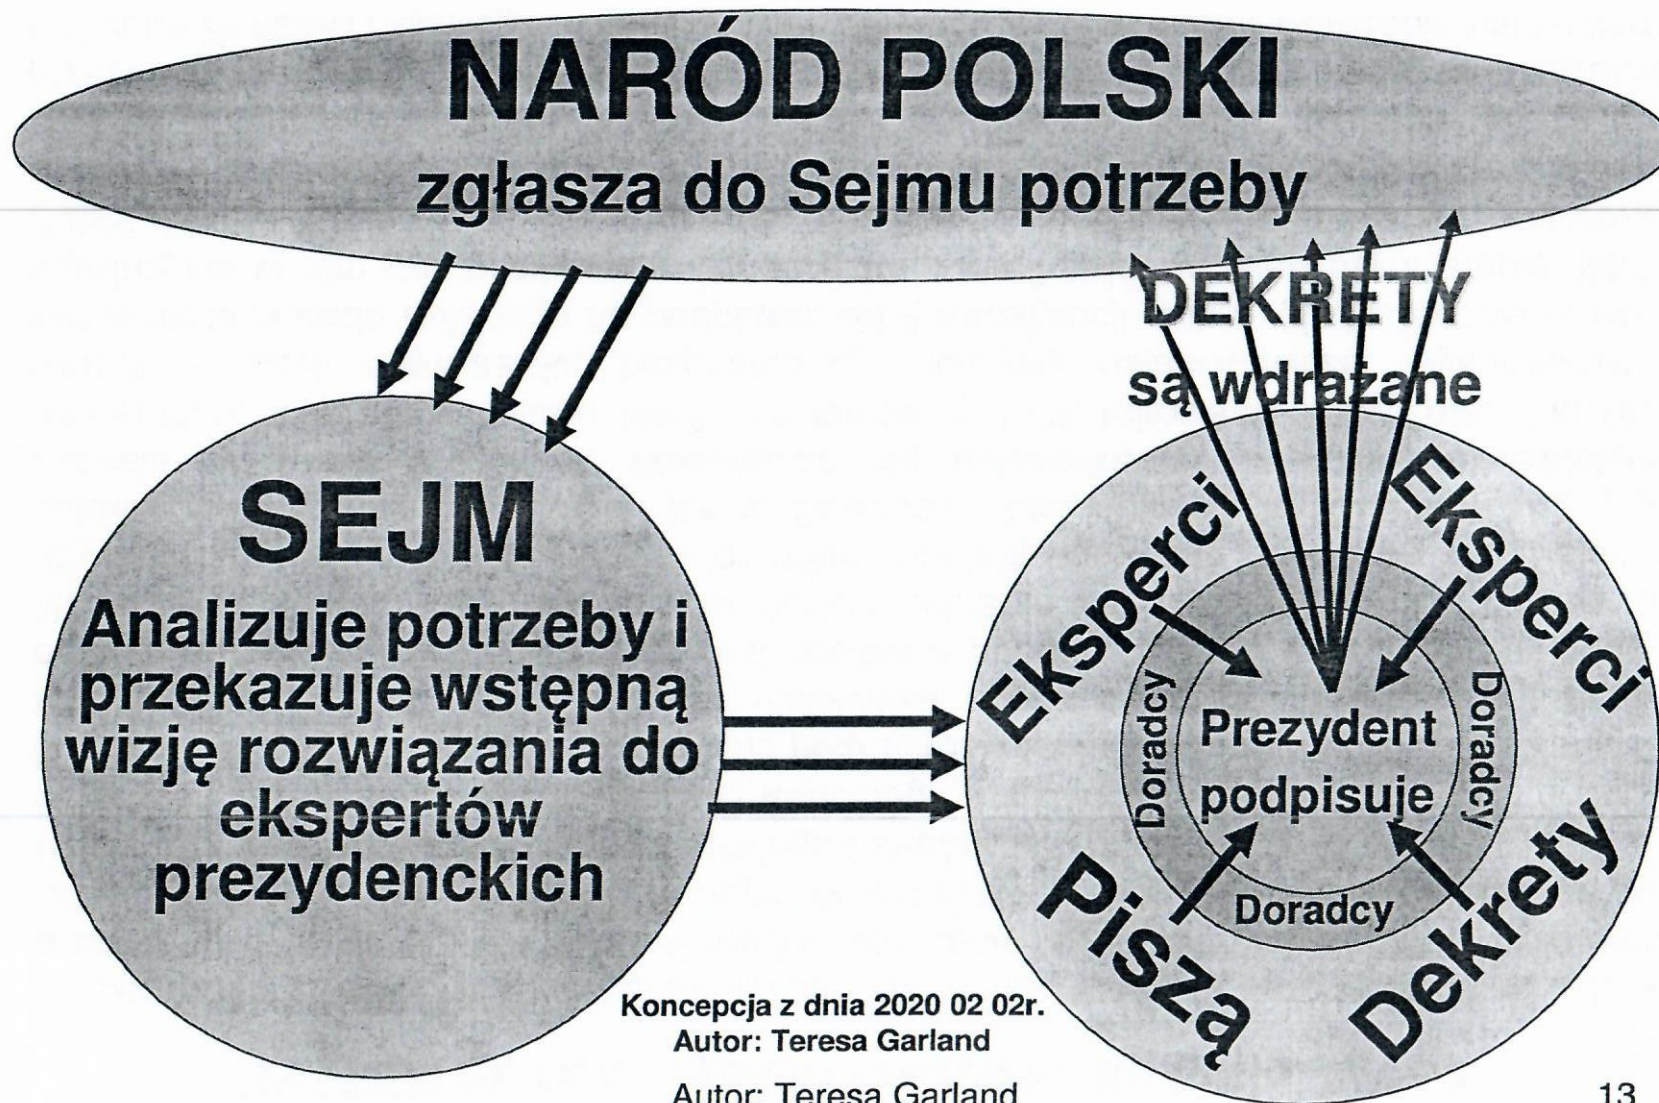 NARÓD POLSKI
zgłasza do Sejmu potrzeby
DEKRETY
są wdrażane
SEJM
Analizuje potrzeby i
przekazuje wstępną
wizję rozwiązania do
ekspertów
prezydenckich
Eksperci
Eksperci
Doradcy
Doradcy
Prezydent
podpisuje
Doradcy
Piszą
Dekrety
Koncepcja z dnia 2020 02 02r.
Autor: Teresa Garland
Autor: Teresa Garland
13